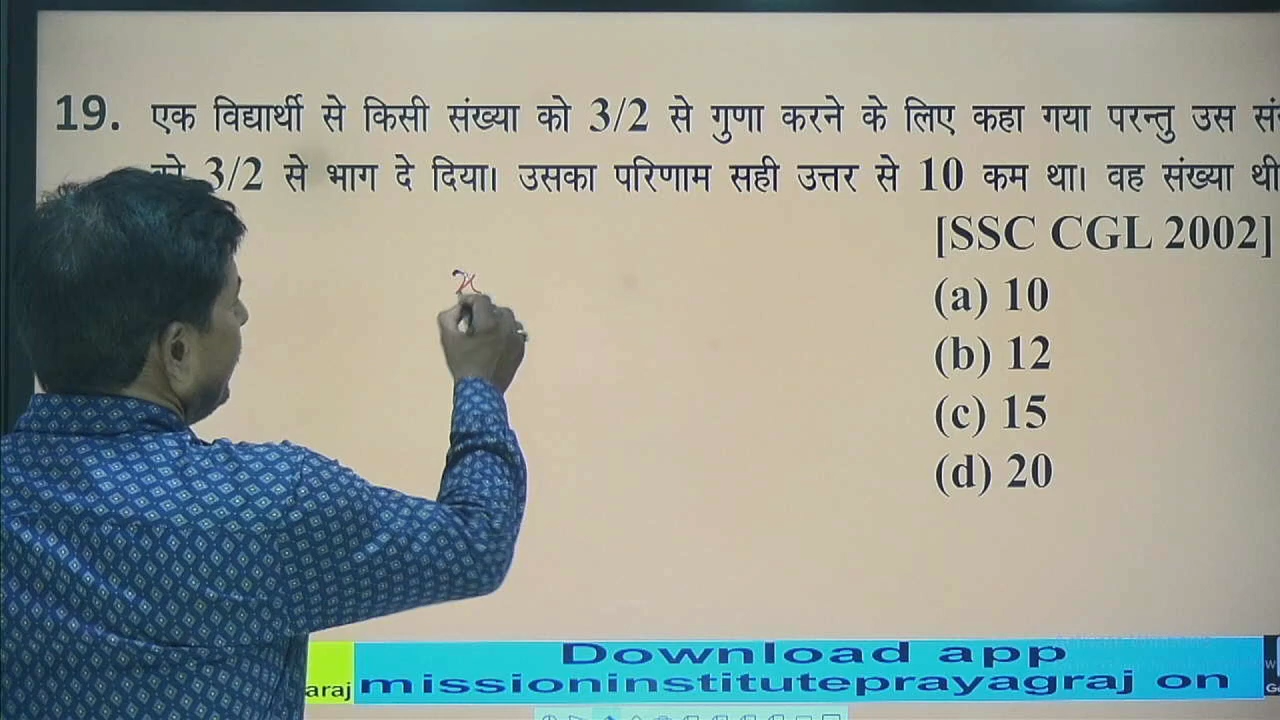 19. एक विद्यार्थी से किसी संख्या को 3/2 से गुणा करने के लिए कहा गया परन्तु उस
को 3/2 से भाग दे दिया। उसका परिणाम सही उत्तर से 10 कम था। वह संख्या थी
[SSC CGL 2002]
x
(a) 10
(b) 12
(c) 15
(d) 20
Download app
araj missioninstituteprayagraj on